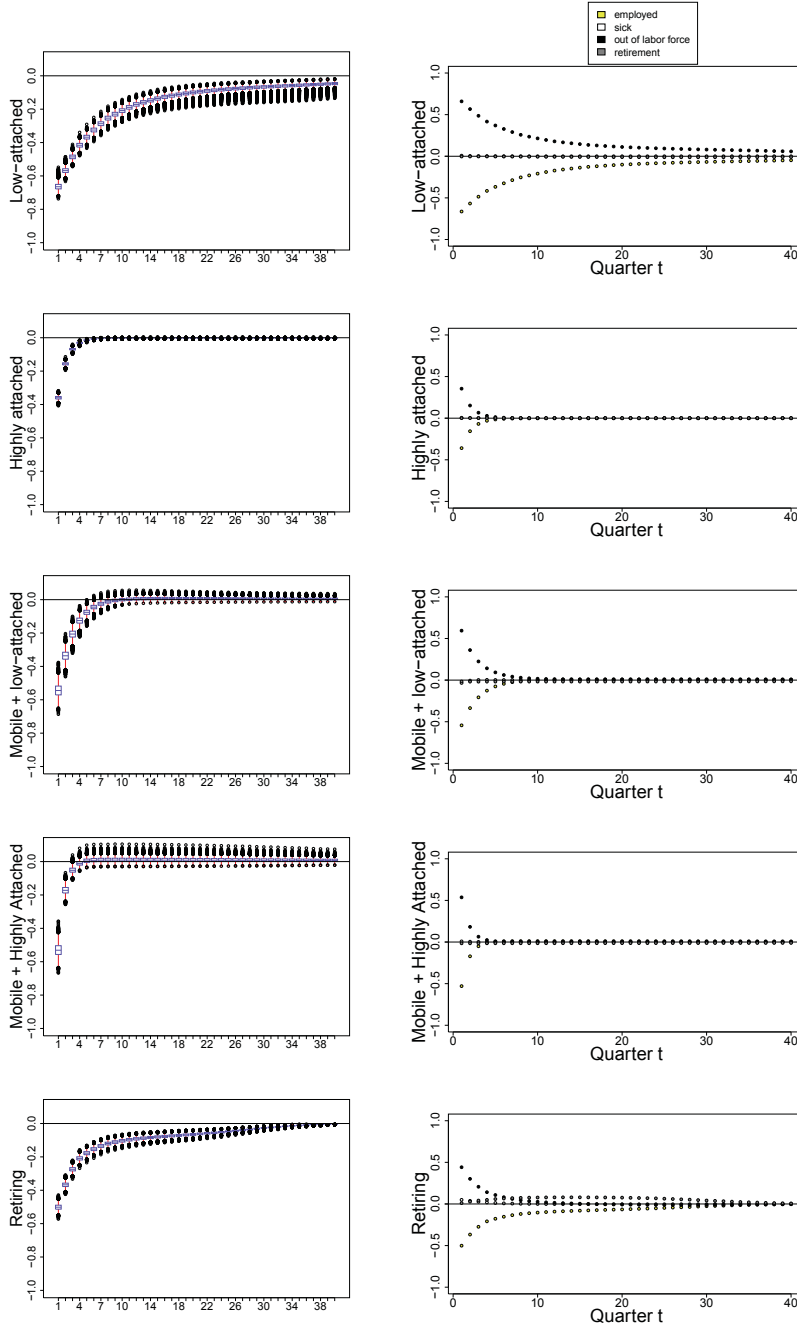 employed
sick
out of labor force
retirement
Low−attached
0.0
−0.2
−0.4
−0.6
−0.8
−1.0
1 4 7 10 14 18 22 26 30 34 38
Low−attached
1.0
0.5
0.0
−0.5
−1.0
0 10 20 30 40
Quarter t
Highly attached
0.0
−0.2
−0.4
−0.6
−0.8
−1.0
1 4 7 10 14 18 22 26 30 34 38
Highly attached
1.0
0.5
0.0
−0.5
−1.0
0 10 20 30 40
Quarter t
Mobile + low−attached
0.0
−0.2
−0.4
−0.6
−0.8
−1.0
1 4 7 10 14 18 22 26 30 34 38
Mobile + low−attached
1.0
0.5
0.0
−0.5
−1.0
0 10 20 30 40
Quarter t
Mobile + Highly Attached
0.0
−0.2
−0.4
−0.6
−0.8
−1.0
1 4 7 10 14 18 22 26 30 34 38
Mobile + Highly Attached
1.0
0.5
0.0
−0.5
−1.0
0 10 20 30 40
Quarter t
Retiring
0.0
−0.2
−0.4
−0.6
−0.8
−1.0
1 4 7 10 14 18 22 26 30 34 38
Retiring
1.0
0.5
0.0
−0.5
−1.0
0 10 20 30 40
Quarter t